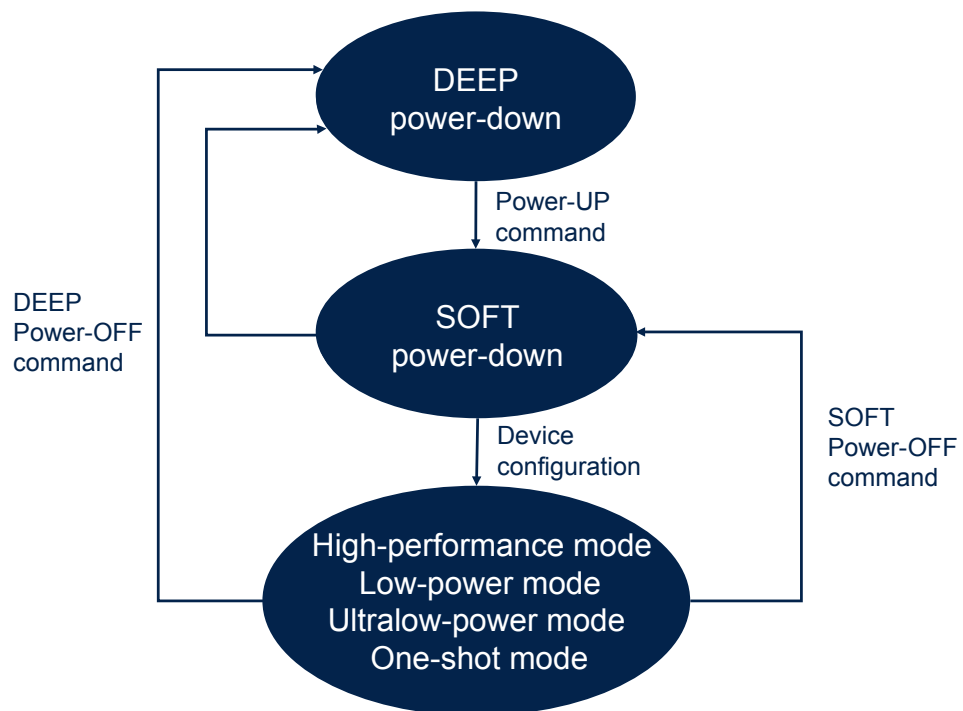 DEEP
power-down
Power-UP
command
DEEP
Power-OFF
command
SOFT
power-down
SOFT
Power-OFF
command
Device
configuration
High-performance mode
Low-power mode
Ultralow-power mode
One-shot mode